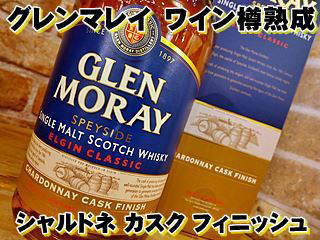 グレンマレイ ワイン樽熟成
1897
GLEN MORAY
SPEYSIDE
SINGLE MALT SCOTCH WHISKY
ELGIN CLASSIC
CHARDONNAY CASK FINISH
CHARDONNAY CASK FINISH
シャルドネ カスク フィニッシュ